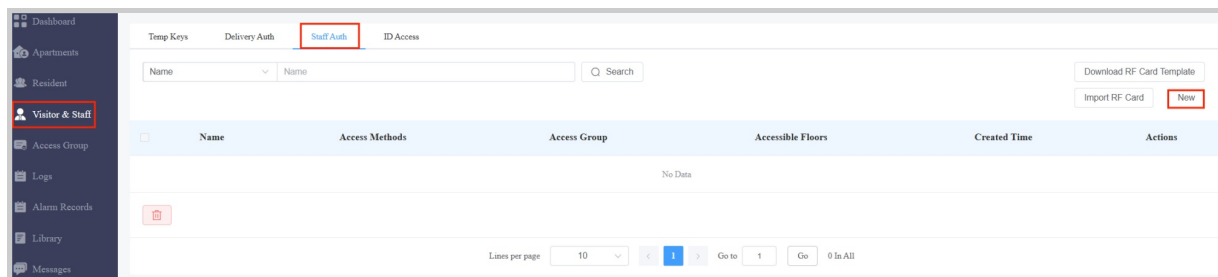 Dashboard
Apartments
Resident
Visitor & Staff
Access Group
Logs
Alarm Records
Library
Messages
Temp Keys Delivery Auth Staff Auth ID Access
Name Name Search Download RF Card Template
Import RF Card New
Name Access Methods Access Group Accessible Floors Created Time Actions
No Data
Lines per page 10 < 1 > Go to 1 Go 0 In All